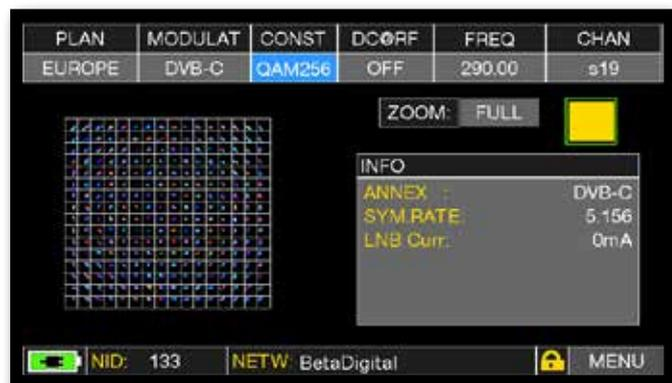 PLAN MODULAT CONST DC@RF FREQ CHAN
EUROPE DVB-C QAM256 OFF 290.00 s19
ZOOM: FULL
INFO
ANNEX : DVB-C
SYM.RATE: 5.156
LNB Curr.: 0mA
NID: 133 NETW: BetaDigital MENU